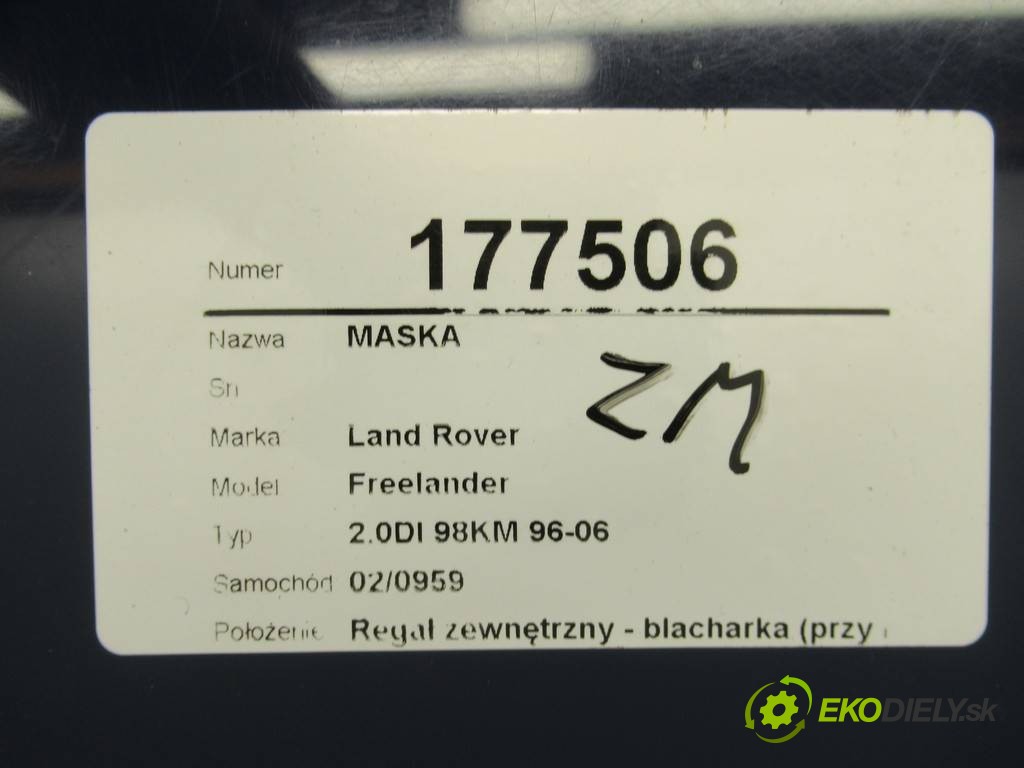 Numer 177506
Nazwa MASKA
Sn
ZM
Marka Land Rover
Model Freelander
Typ 2.0DI 98KM 96-06
Samochód 02/0959
Położenie Regał zewnętrzny - blacharka (przy
EKODIELY.sk